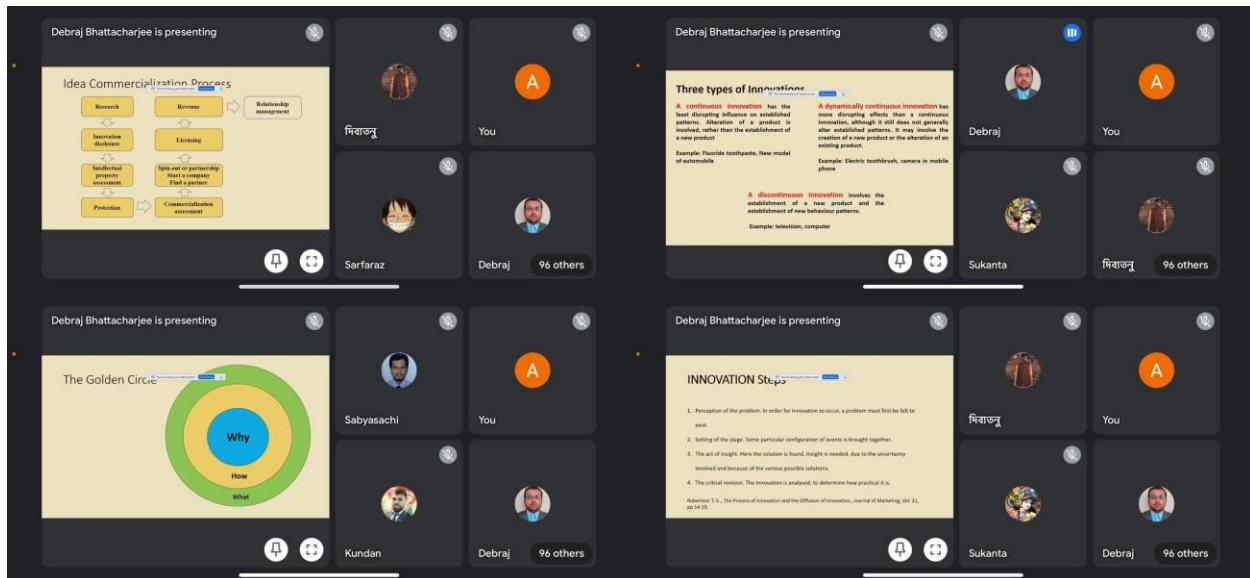 Debraj Bhattacharjee is presenting
Idea Commercialization Process
Research
Innovation
disclosure
Intellectual
property
assessment
Protection
Commercialization
assessment
Spin-out or partnership
Start a company
Find a partner
Licensing
Revenue
Relationship
management
দিব্যতনু
A
You
Sarfaraz
Debraj
96 others
Debraj Bhattacharjee is presenting
Three types of Innovations
A continuous innovation has the
least disrupting influence on established
patterns. Alteration of a product is
involved, rather than the establishment of
a new product
Example: Fluoride toothpaste, New model
of automobile
A dynamically continuous innovation has
more disrupting effects than a continuous
innovation, although it still does not generally
alter established patterns. It may involve the
creation of a new product or the alteration of an
existing product.
Example: Electric toothbrush, camera in mobile
phone
A discontinuous innovation involves the
establishment of a new product and the
establishment of new behaviour patterns.
Example: television, computer
Debraj
A
You
Sukanta
দিব্যতনু
96 others
Debraj Bhattacharjee is presenting
The Golden Circle
Why
How
What
Sabyasachi
A
You
Kundan
Debraj
96 others
Debraj Bhattacharjee is presenting
INNOVATION Steps
1. Perception of the problem. In order for innovation to occur, a problem must first be felt to
exist
2. Setting of the stage. Some particular configuration of events is brought together.
3. The act of insight. Here the solution is found. Insight is needed, due to the uncertainty
involved and because of the various possible solutions.
4. The critical revision. The Innovation is analysed, to determine how practical it is.
Robertson T. S., The Process of Innovation and the Diffusion of Innovation., Journal of Marketing, Vol. 31,
pp 14-19.
দিব্যতনু
A
You
Sukanta
Debraj
96 others